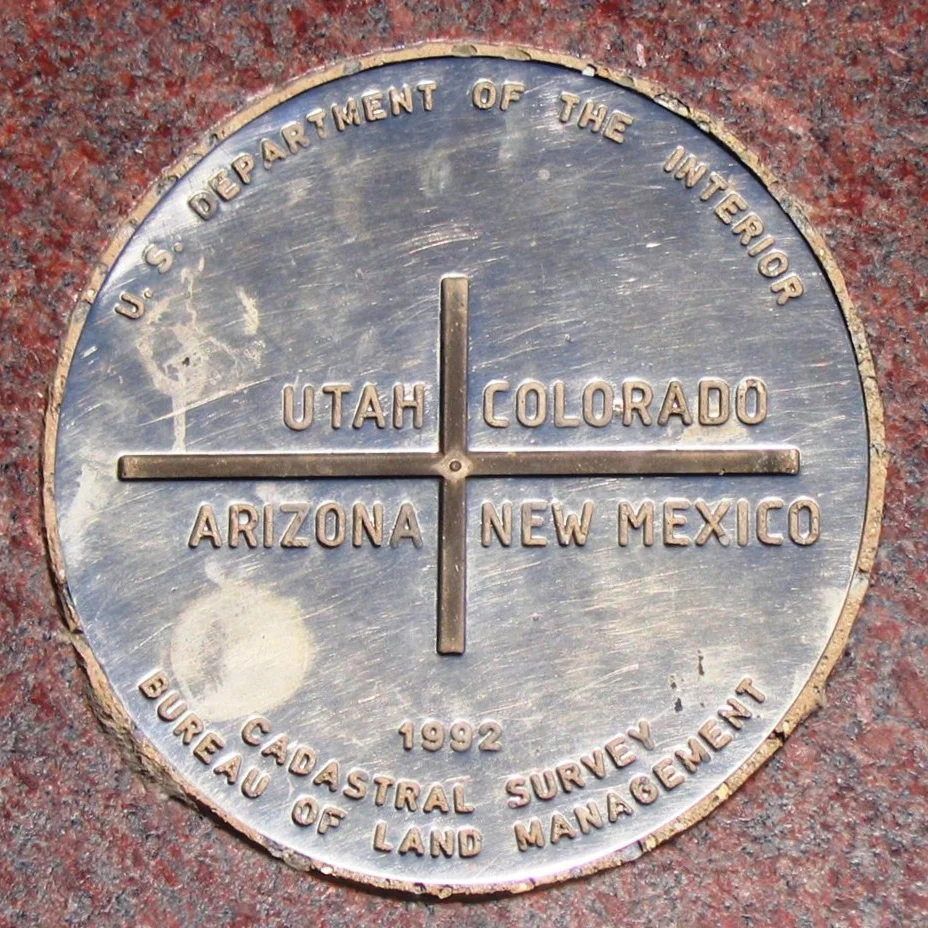 U.S. DEPARTMENT OF THE INTERIOR
UTAH COLORADO
ARIZONA NEW MEXICO
1992
CADASTRAL SURVEY
BUREAU OF LAND MANAGEMENT